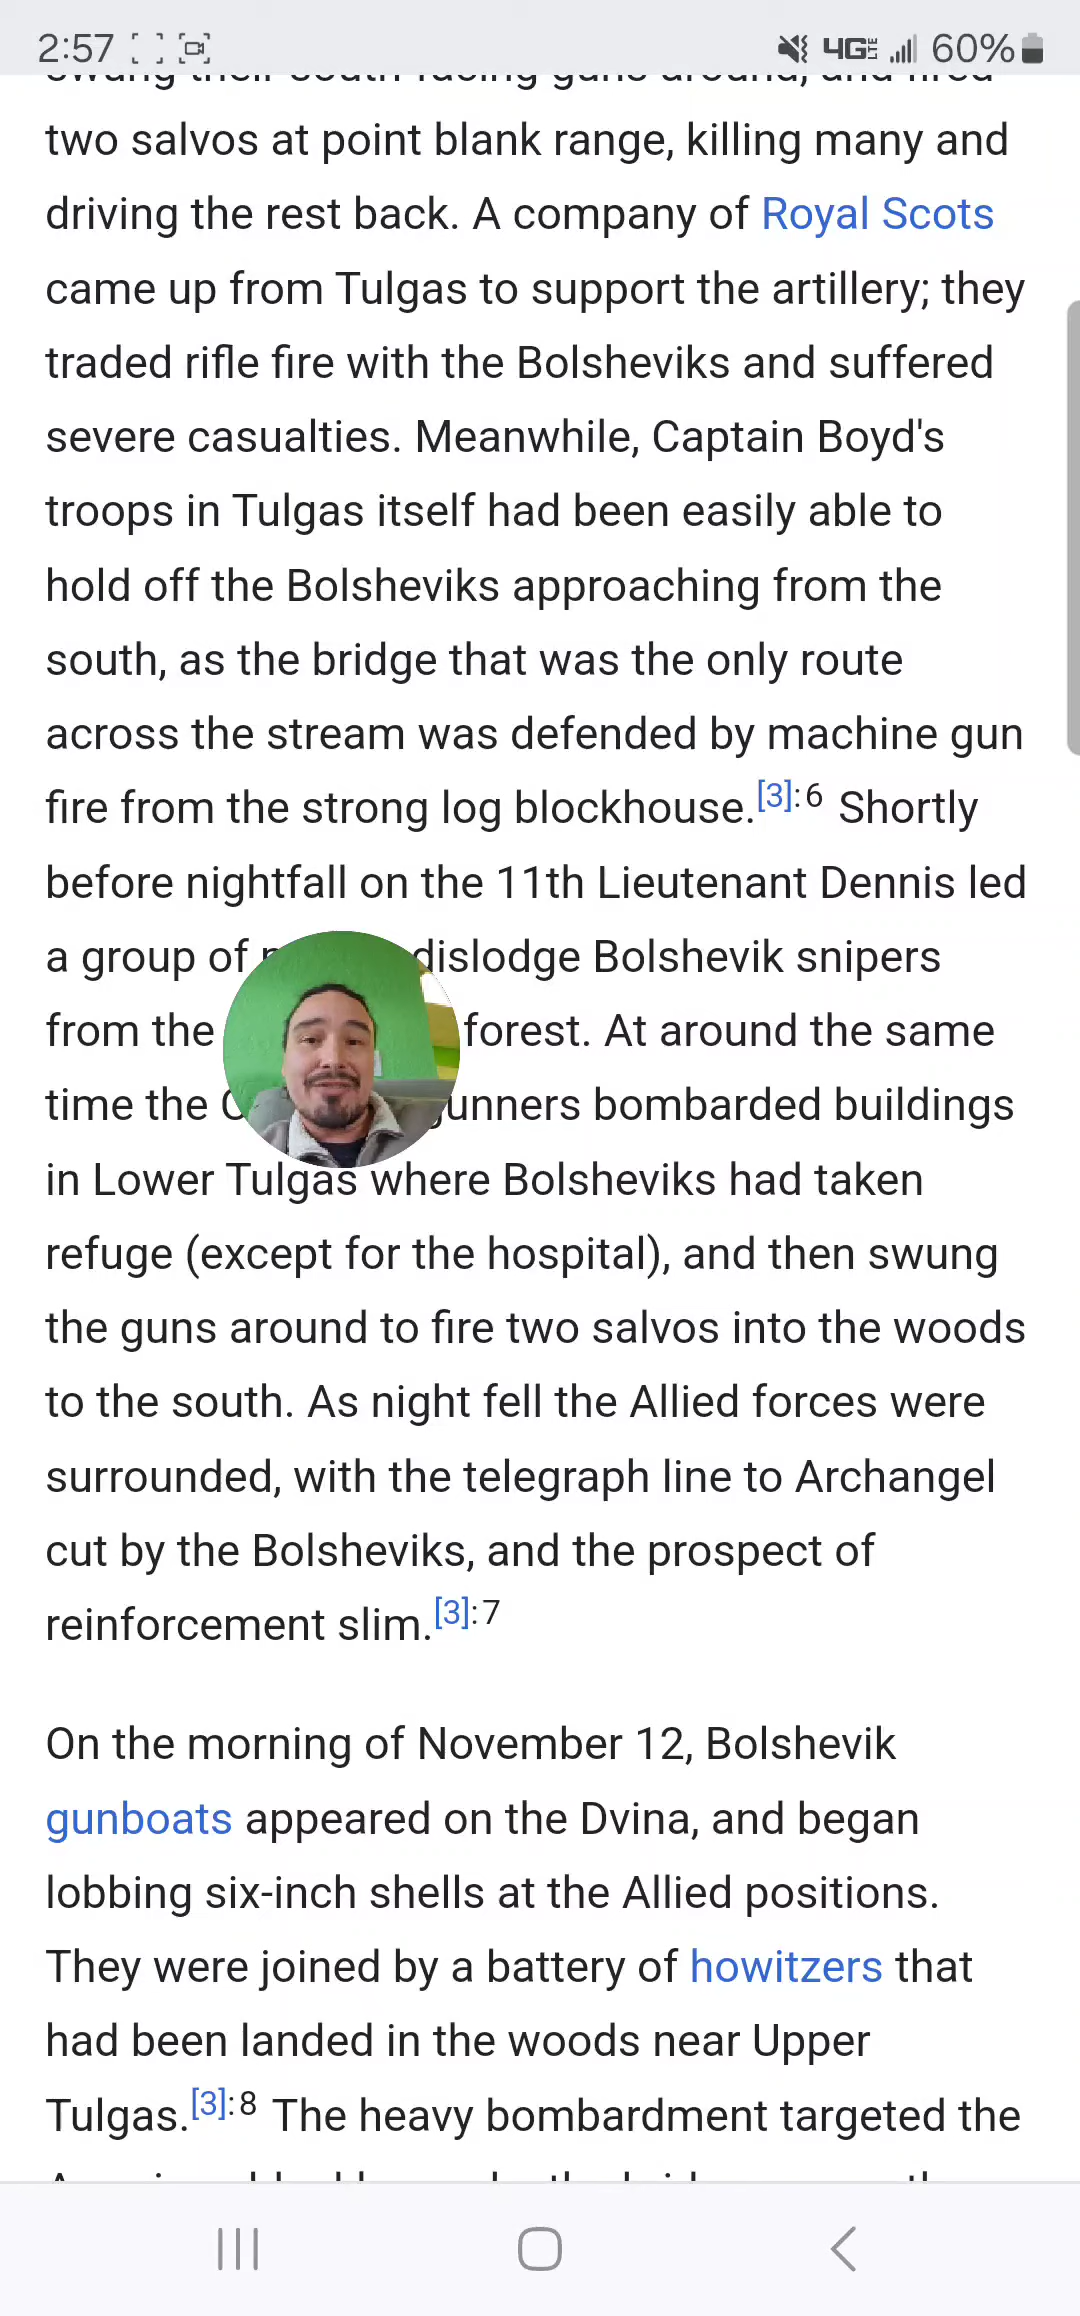 2:57 4G LTE 60%
swung their south facing guns around, and fired
two salvos at point blank range, killing many and
driving the rest back. A company of Royal Scots
came up from Tulgas to support the artillery; they
traded rifle fire with the Bolsheviks and suffered
severe casualties. Meanwhile, Captain Boyd's
troops in Tulgas itself had been easily able to
hold off the Bolsheviks approaching from the
south, as the bridge that was the only route
across the stream was defended by machine gun
fire from the strong log blockhouse.[3]:6 Shortly
before nightfall on the 11th Lieutenant Dennis led
a group of dislodge Bolshevik snipers
from the forest. At around the same
time the bombarded buildings
in Lower Tulgas where Bolsheviks had taken
refuge (except for the hospital), and then swung
the guns around to fire two salvos into the woods
to the south. As night fell the Allied forces were
surrounded, with the telegraph line to Archangel
cut by the Bolsheviks, and the prospect of
reinforcement slim.[3]:7
On the morning of November 12, Bolshevik
gunboats appeared on the Dvina, and began
lobbing six-inch shells at the Allied positions.
They were joined by a battery of howitzers that
had been landed in the woods near Upper
Tulgas.[3]:8 The heavy bombardment targeted the